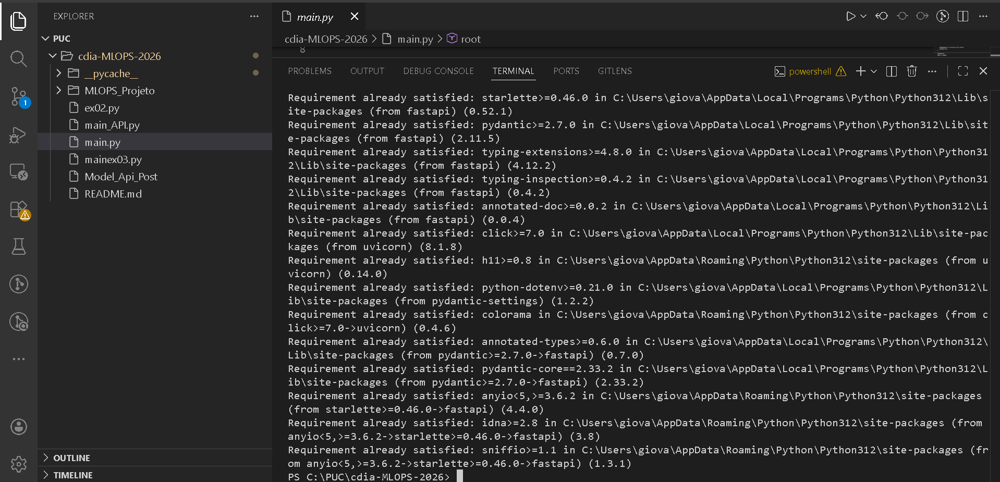 EXPLORER
PUC
cdia-MLOPS-2026
__pycache__
MLOPS_Projeto
ex02.py
main_API.py
main.py
mainex03.py
Model_Api_Post
README.md
OUTLINE
TIMELINE
1
main.py
cdia-MLOPS-2026 > main.py > root
8
PROBLEMS OUTPUT DEBUG CONSOLE TERMINAL PORTS GITLENS
powershell
Requirement already satisfied: starlette>=0.46.0 in C:\Users\giova\AppData\Local\Programs\Python\Python312\Lib\s
ite-packages (from fastapi) (0.52.1)
Requirement already satisfied: pydantic>=2.7.0 in C:\Users\giova\AppData\Local\Programs\Python\Python312\Lib\sit
e-packages (from fastapi) (2.11.5)
Requirement already satisfied: typing-extensions>=4.8.0 in C:\Users\giova\AppData\Local\Programs\Python\Python31
2\Lib\site-packages (from fastapi) (4.12.2)
Requirement already satisfied: typing-inspection>=0.4.2 in C:\Users\giova\AppData\Local\Programs\Python\Python31
2\Lib\site-packages (from fastapi) (0.4.2)
Requirement already satisfied: annotated-doc>=0.0.2 in C:\Users\giova\AppData\Local\Programs\Python\Python312\Li
b\site-packages (from fastapi) (0.0.4)
Requirement already satisfied: click>=7.0 in C:\Users\giova\AppData\Local\Programs\Python\Python312\Lib\site-pac
kages (from uvicorn) (8.1.8)
Requirement already satisfied: h11>=0.8 in C:\Users\giova\AppData\Roaming\Python\Python312\site-packages (from u
vicorn) (0.14.0)
Requirement already satisfied: python-dotenv>=0.21.0 in C:\Users\giova\AppData\Local\Programs\Python\Python312\L
ib\site-packages (from pydantic-settings) (1.2.2)
Requirement already satisfied: colorama in C:\Users\giova\AppData\Roaming\Python\Python312\site-packages (from c
lick>=7.0->uvicorn) (0.4.6)
Requirement already satisfied: annotated-types>=0.6.0 in C:\Users\giova\AppData\Local\Programs\Python\Python312\
Lib\site-packages (from pydantic>=2.7.0->fastapi) (0.7.0)
Requirement already satisfied: pydantic-core==2.33.2 in C:\Users\giova\AppData\Local\Programs\Python\Python312\L
ib\site-packages (from pydantic>=2.7.0->fastapi) (2.33.2)
Requirement already satisfied: anyio<5,>=3.6.2 in C:\Users\giova\AppData\Roaming\Python\Python312\site-packages
(from starlette>=0.46.0->fastapi) (4.4.0)
Requirement already satisfied: idna>=2.8 in C:\Users\giova\AppData\Roaming\Python\Python312\site-packages (from
anyio<5,>=3.6.2->starlette>=0.46.0->fastapi) (3.8)
Requirement already satisfied: sniffio>=1.1 in C:\Users\giova\AppData\Roaming\Python\Python312\site-packages (fr
om anyio<5,>=3.6.2->starlette>=0.46.0->fastapi) (1.3.1)
PS C:\PUC\cdia-MLOPS-2026>